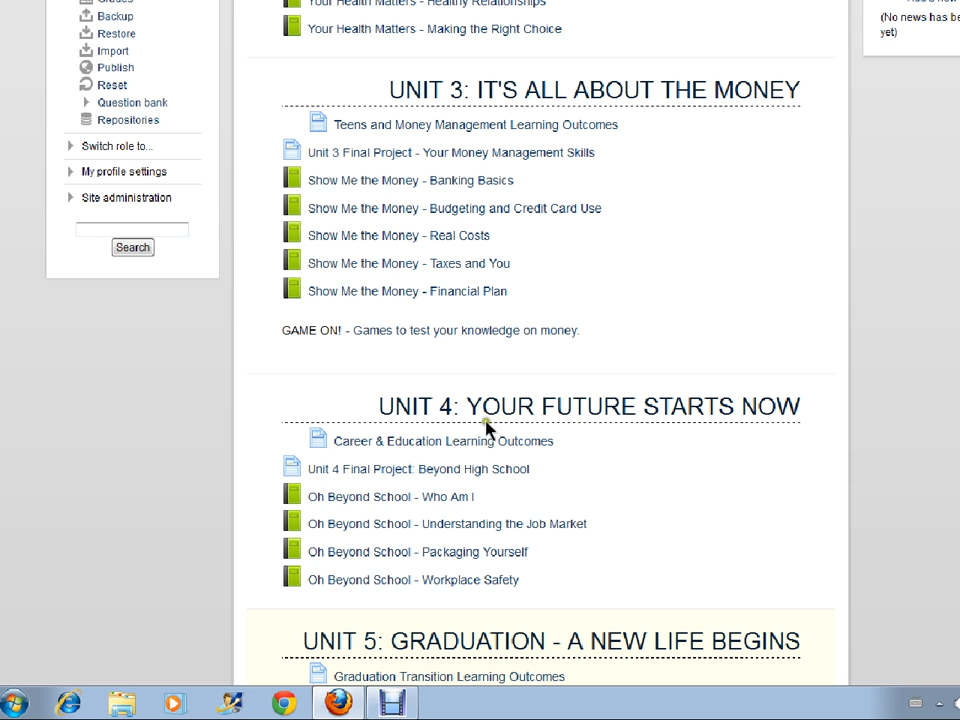 Grades
Backup
Restore
Import
Publish
Reset
Question bank
Repositories
Switch role to...
My profile settings
Site administration
Search
Your Health Matters - Healthy Relationships
Your Health Matters - Making the Right Choice
UNIT 3: IT'S ALL ABOUT THE MONEY
Teens and Money Management Learning Outcomes
Unit 3 Final Project - Your Money Management Skills
Show Me the Money - Banking Basics
Show Me the Money - Budgeting and Credit Card Use
Show Me the Money - Real Costs
Show Me the Money - Taxes and You
Show Me the Money - Financial Plan
GAME ON! - Games to test your knowledge on money.
UNIT 4: YOUR FUTURE STARTS NOW
Career & Education Learning Outcomes
Unit 4 Final Project: Beyond High School
Oh Beyond School - Who Am I
Oh Beyond School - Understanding the Job Market
Oh Beyond School - Packaging Yourself
Oh Beyond School - Workplace Safety
UNIT 5: GRADUATION - A NEW LIFE BEGINS
Graduation Transition Learning Outcomes
(No news has be
yet)